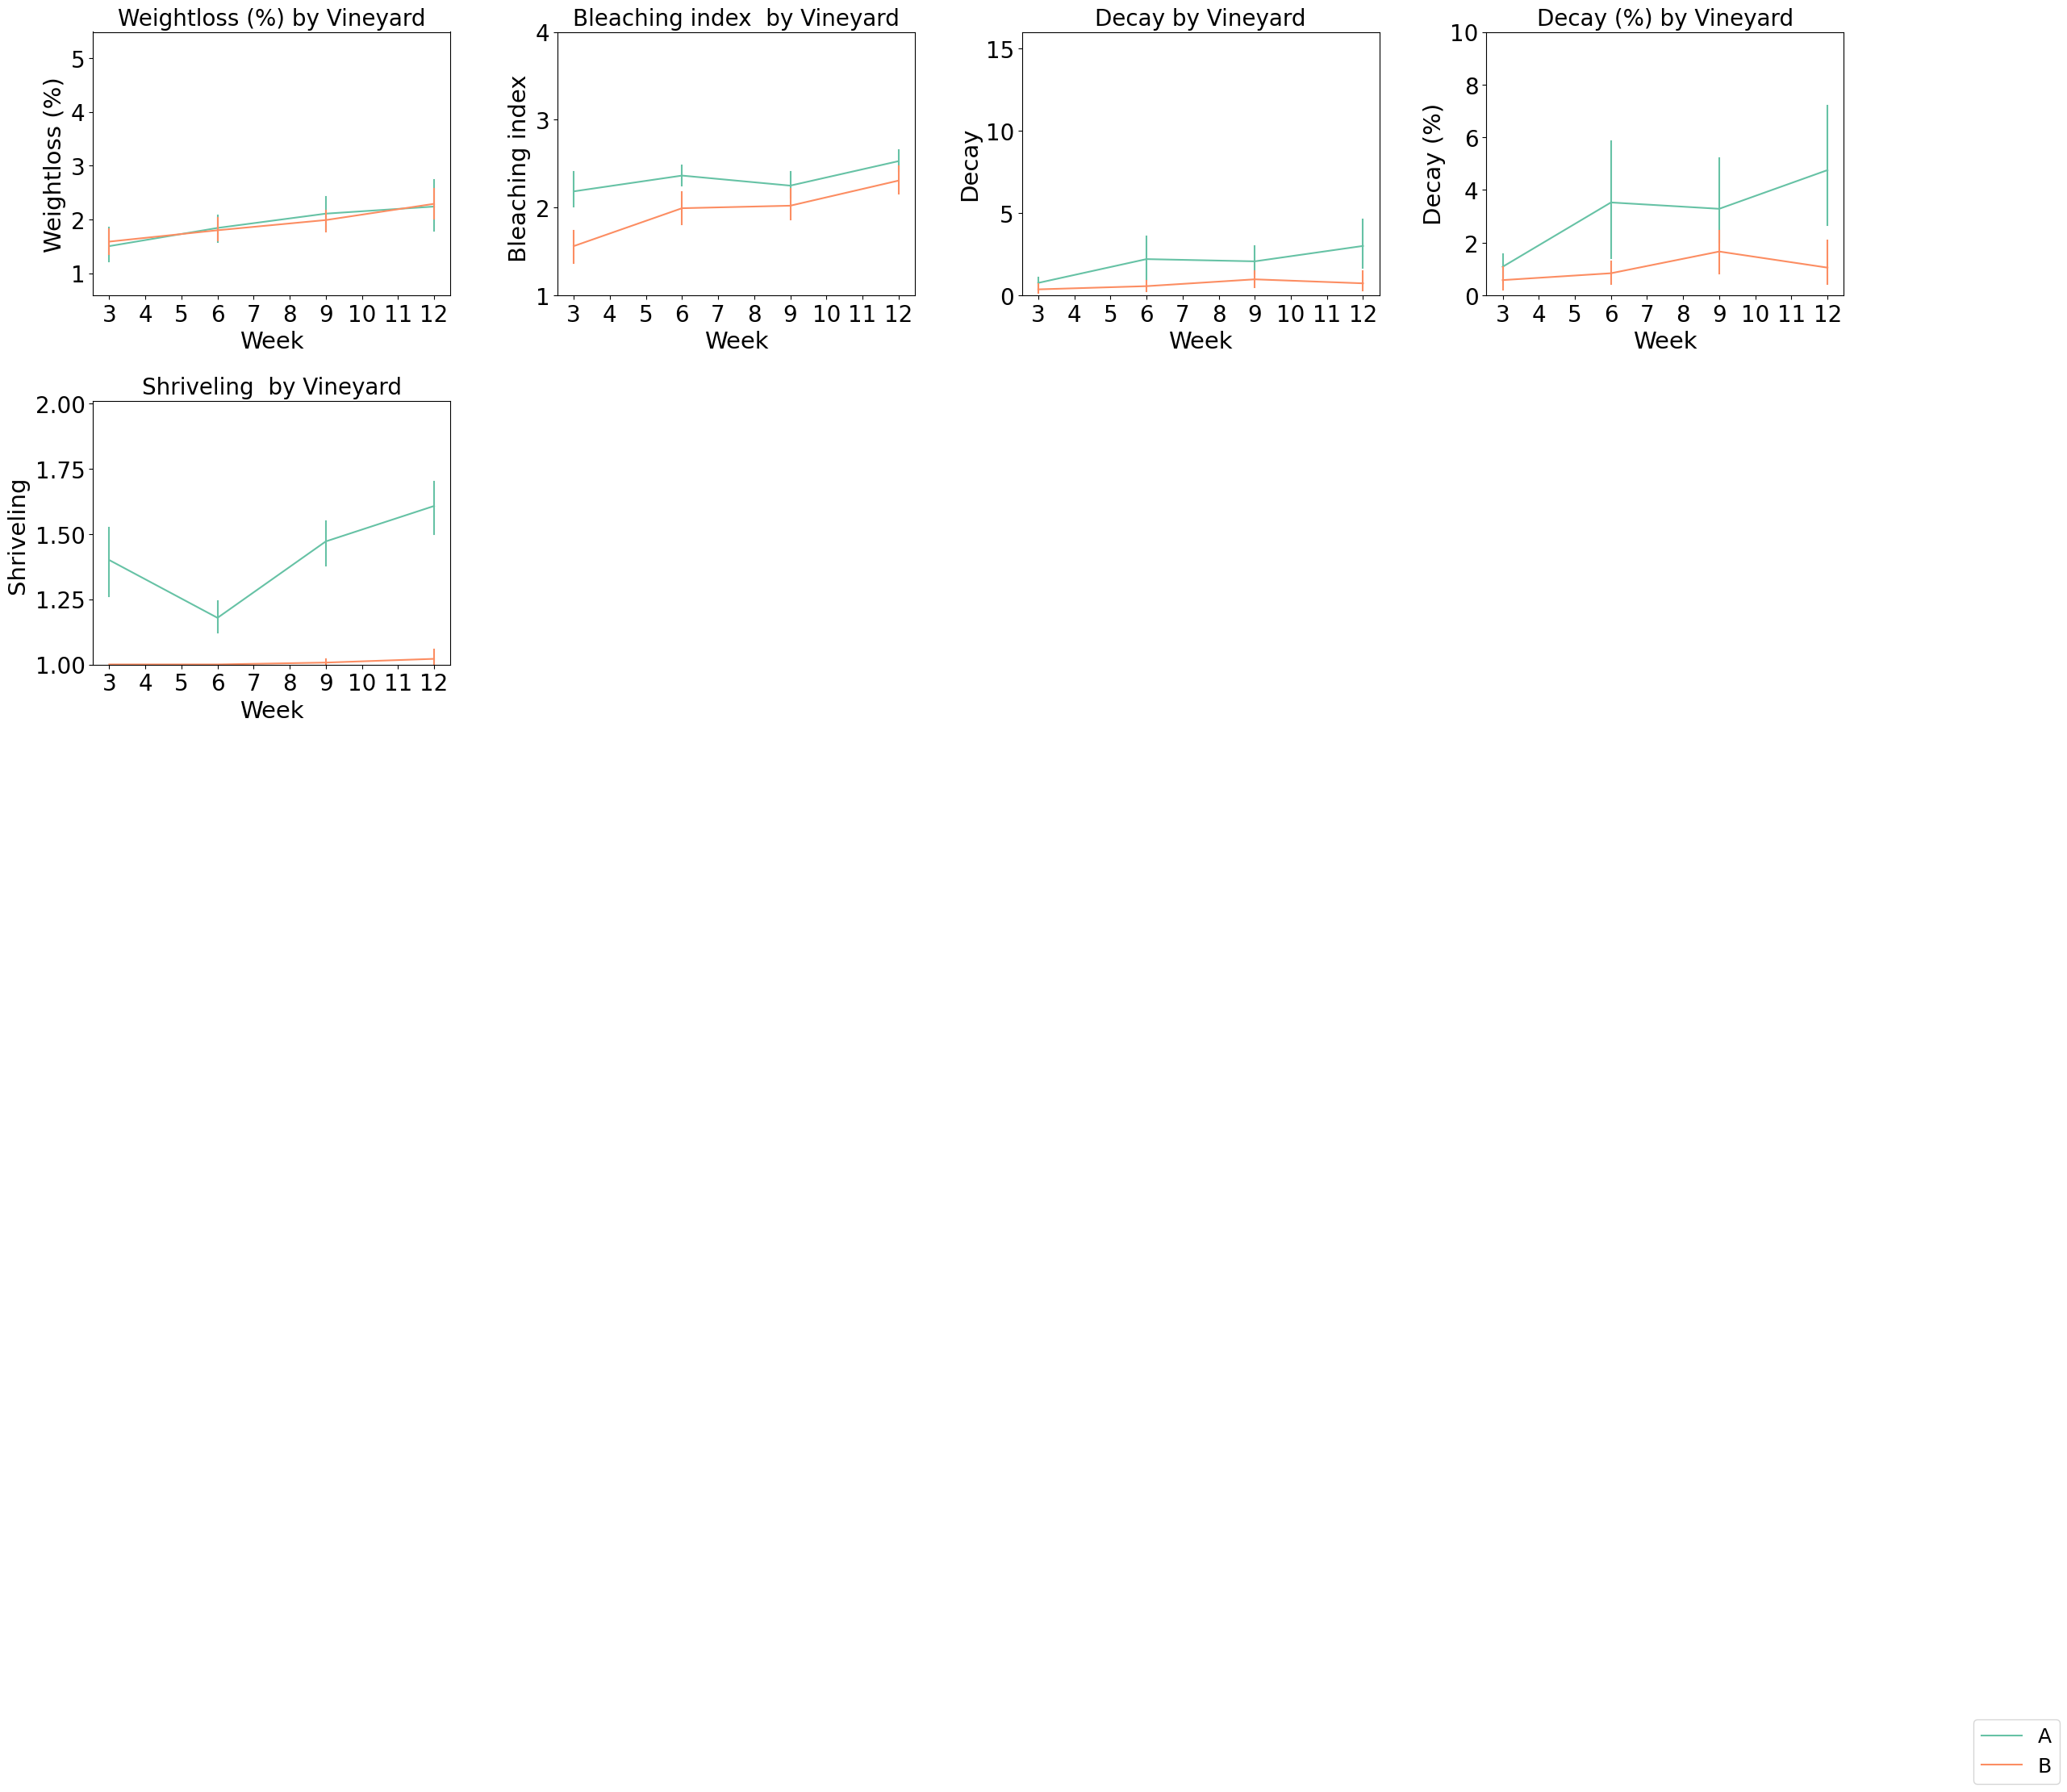 Weightloss (%) by Vineyard
Weightloss (%)
5
4
3
2
1
3 4 5 6 7 8 9 10 11 12
Week
Bleaching index  by Vineyard
Bleaching index
4
3
2
1
3 4 5 6 7 8 9 10 11 12
Week
Decay by Vineyard
Decay
15
10
5
0
3 4 5 6 7 8 9 10 11 12
Week
Decay (%) by Vineyard
Decay (%)
10
8
6
4
2
0
3 4 5 6 7 8 9 10 11 12
Week
Shriveling  by Vineyard
Shriveling
2.00
1.75
1.50
1.25
1.00
3 4 5 6 7 8 9 10 11 12
Week
A
B